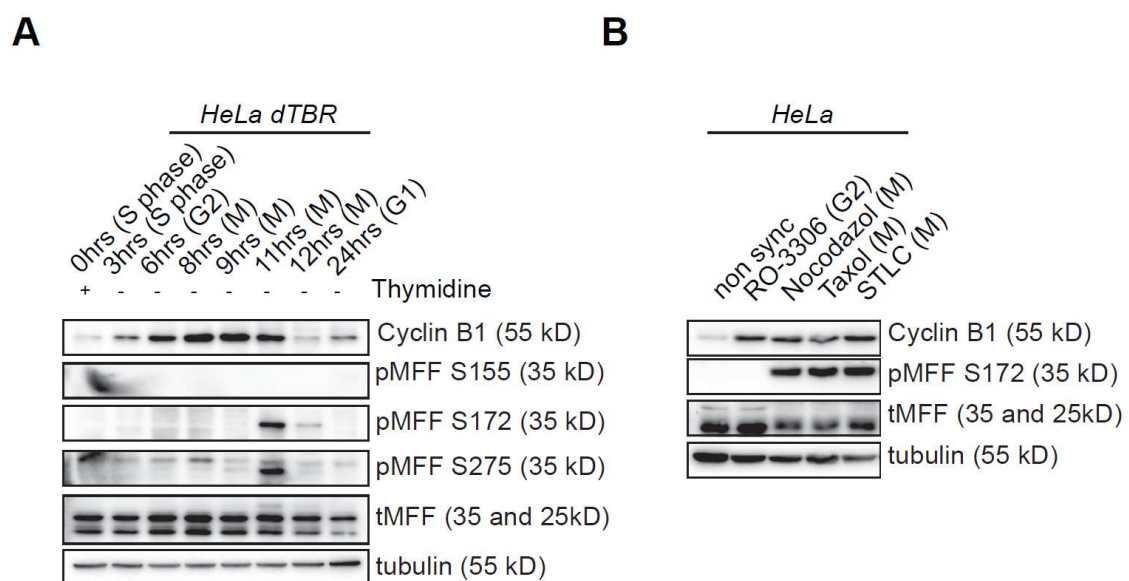 A
HeLa dTBR
0hrs (S phase)
3hrs (S phase)
6hrs (G2)
8hrs (M)
9hrs (M)
11hrs (M)
12hrs (M)
24hrs (G1)
+ - - - - - - - Thymidine
Cyclin B1 (55 kD)
pMFF S155 (35 kD)
pMFF S172 (35 kD)
pMFF S275 (35 kD)
tMFF (35 and 25kD)
tubulin (55 kD)
B
HeLa
non sync
RO-3306 (G2)
Nocodazol (M)
Taxol (M)
STLC (M)
Cyclin B1 (55 kD)
pMFF S172 (35 kD)
tMFF (35 and 25kD)
tubulin (55 kD)